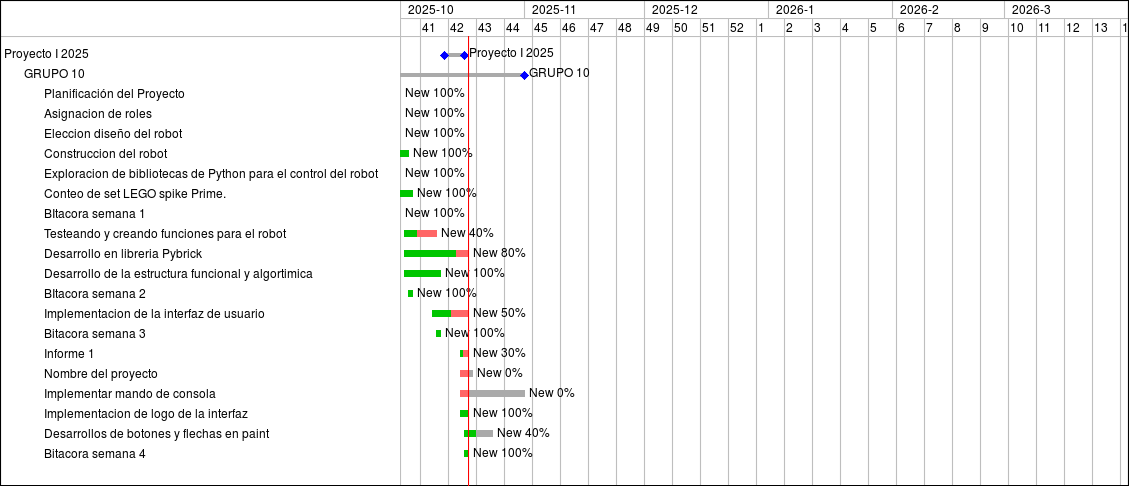 2025-10 2025-11 2025-12 2026-1 2026-2 2026-3
41 42 43 44 45 46 47 48 49 50 51 52 1 2 3 4 5 6 7 8 9 10 11 12 13 1
Proyecto I 2025 Proyecto I 2025
GRUPO 10 GRUPO 10
Planificación del Proyecto New 100%
Asignacion de roles New 100%
Eleccion diseño del robot New 100%
Construccion del robot New 100%
Exploracion de bibliotecas de Python para el control del robot New 100%
Conteo de set LEGO spike Prime. New 100%
BItacora semana 1 New 100%
Testeando y creando funciones para el robot New 40%
Desarrollo en libreria Pybrick New 80%
Desarrollo de la estructura funcional y algortimica New 100%
BItacora semana 2 New 100%
Implementacion de la interfaz de usuario New 50%
Bitacora semana 3 New 100%
Informe 1 New 30%
Nombre del proyecto New 0%
Implementar mando de consola New 0%
Implementacion de logo de la interfaz New 100%
Desarrollos de botones y flechas en paint New 40%
Bitacora semana 4 New 100%